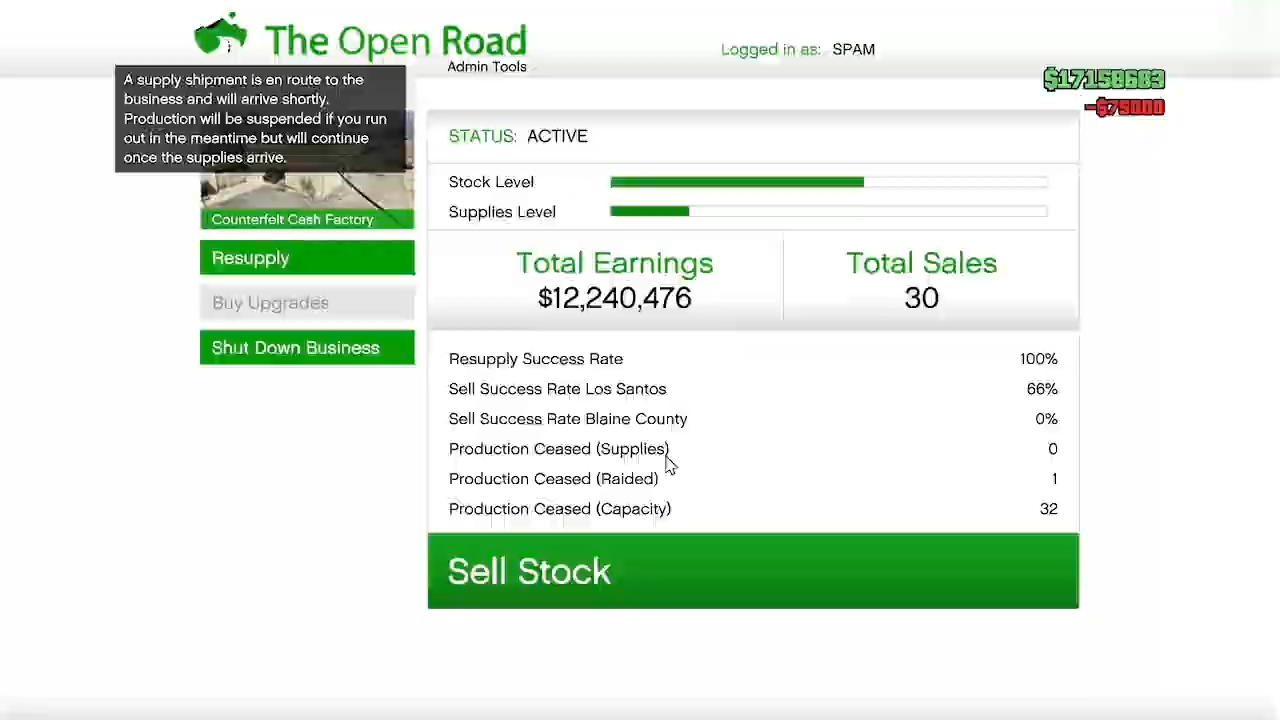 The Open Road
Admin Tools
Logged in as: SPAM
$17158683
-$75000
A supply shipment is en route to the
business and will arrive shortly.
Production will be suspended if you run
out in the meantime but will continue
once the supplies arrive.
Counterfeit Cash Factory
Resupply
Buy Upgrades
Shut Down Business
STATUS: ACTIVE
Stock Level
Supplies Level
Total Earnings
$12,240,476
Total Sales
30
Resupply Success Rate 100%
Sell Success Rate Los Santos 66%
Sell Success Rate Blaine County 0%
Production Ceased (Supplies) 0
Production Ceased (Raided) 1
Production Ceased (Capacity) 32
Sell Stock